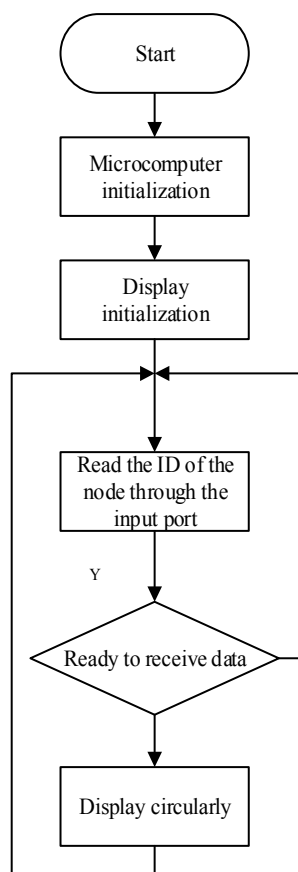 Start
Microcomputer
initialization
Display
initialization
Read the ID of the
node through the
input port
Y
Ready to receive data
Display circularly